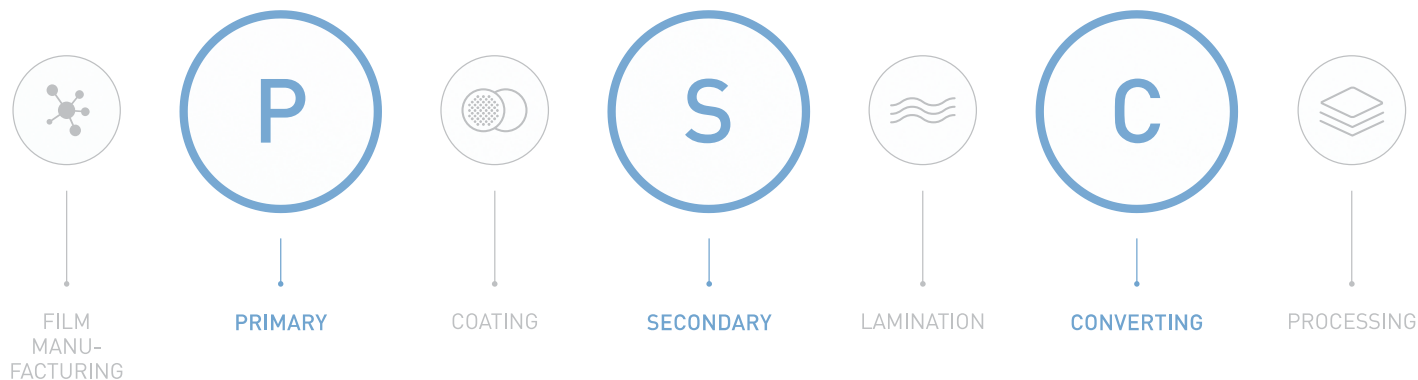 P
S
C
FILM
MANU-
FACTURING
PRIMARY
COATING
SECONDARY
LAMINATION
CONVERTING
PROCESSING